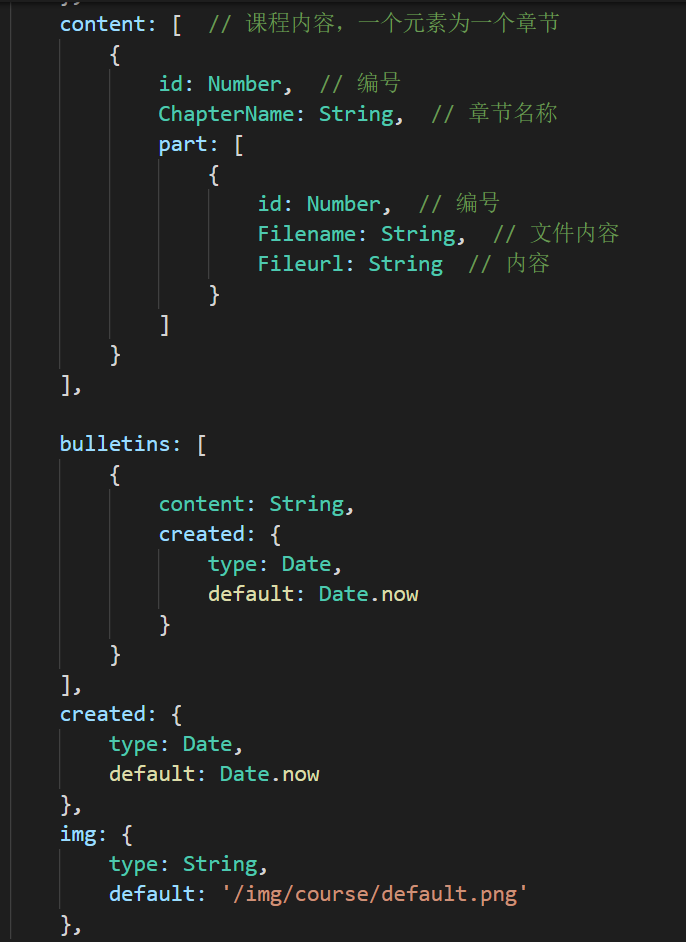 content: [  // 课程内容，一个元素为一个章节
{
id: Number,  // 编号
ChapterName: String,  // 章节名称
part: [
{
id: Number,  // 编号
Filename: String,  // 文件内容
Fileurl: String  // 内容
}
]
}
],
bulletins: [
{
content: String,
created: {
type: Date,
default: Date.now
}
}
],
created: {
type: Date,
default: Date.now
},
img: {
type: String,
default: '/img/course/default.png'
},